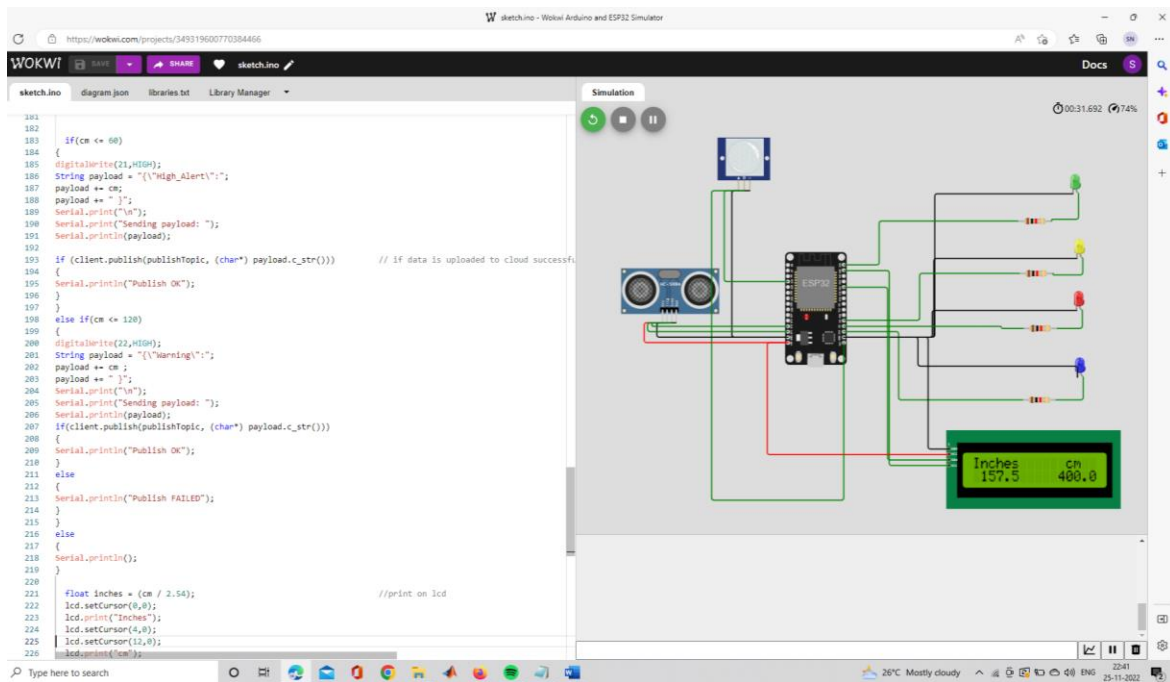 sketch.ino - Wokwi Arduino and ESP32 Simulator
https://wokwi.com/projects/349319600770384466
SN
WOKWI
SAVE
SHARE
sketch.ino
Docs
S
sketch.ino diagram.json libraries.txt Library Manager
Simulation
00:31.692 74%
181
182
183 if(cm <= 60)
184 {
185 digitalWrite(21,HIGH);
186 String payload = "{\"High_Alert\":";
187 payload += cm;
188 payload += " }";
189 Serial.print("\n");
190 Serial.print("Sending payload: ");
191 Serial.println(payload);
192
193 if (client.publish(publishTopic, (char*) payload.c_str())) // if data is uploaded to cloud successfu
194 {
195 Serial.println("Publish OK");
196 }
197 }
198 else if(cm <= 120)
199 {
200 digitalWrite(22,HIGH);
201 String payload = "{\"Warning\":";
202 payload += cm ;
203 payload += " }";
204 Serial.print("\n");
205 Serial.print("Sending payload: ");
206 Serial.println(payload);
207 if(client.publish(publishTopic, (char*) payload.c_str()))
208 {
209 Serial.println("Publish OK");
210 }
211 else
212 {
213 Serial.println("Publish FAILED");
214 }
215 }
216 else
217 {
218 Serial.println();
219 }
220
221 float inches = (cm / 2.54); //print on lcd
222 lcd.setCursor(0,0);
223 lcd.print("Inches");
224 lcd.setCursor(4,0);
225 lcd.setCursor(12,0);
226 lcd.print("cm");
ESP32
Inches cm
157.5 400.0
Type here to search
26°C Mostly cloudy
ENG
22:41
25-11-2022